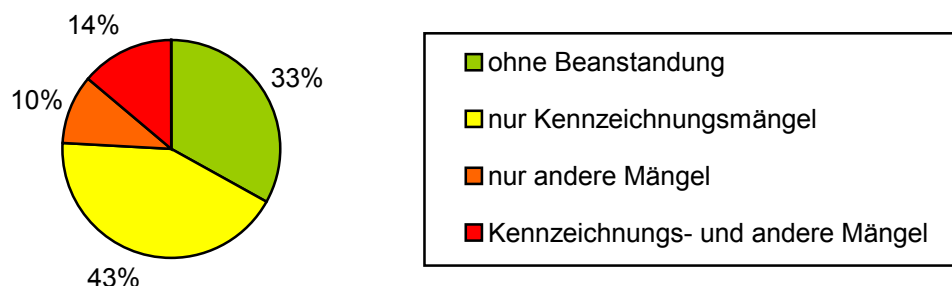 14%
33%
10%
43%
ohne Beanstandung
nur Kennzeichnungsmängel
nur andere Mängel
Kennzeichnungs- und andere Mängel